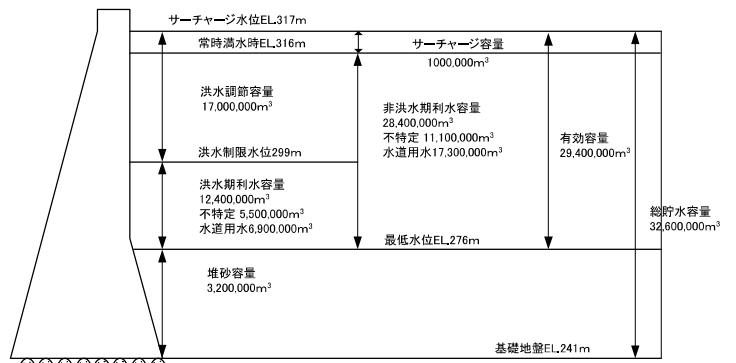 サーチャージ水位EL.317m
常時満水時EL.316m
サーチャージ容量
1000,000m³
洪水調節容量
17,000,000m³
非洪水期利水容量
28,400,000m³
不特定 11,100,000m³
水道用水17,300,000m³
有効容量
29,400,000m³
洪水制限水位299m
洪水期利水容量
12,400,000m³
不特定 5,500,000m³
水道用水6,900,000m³
総貯水容量
32,600,000m³
最低水位EL.276m
堆砂容量
3,200,000m³
基礎地盤EL.241m